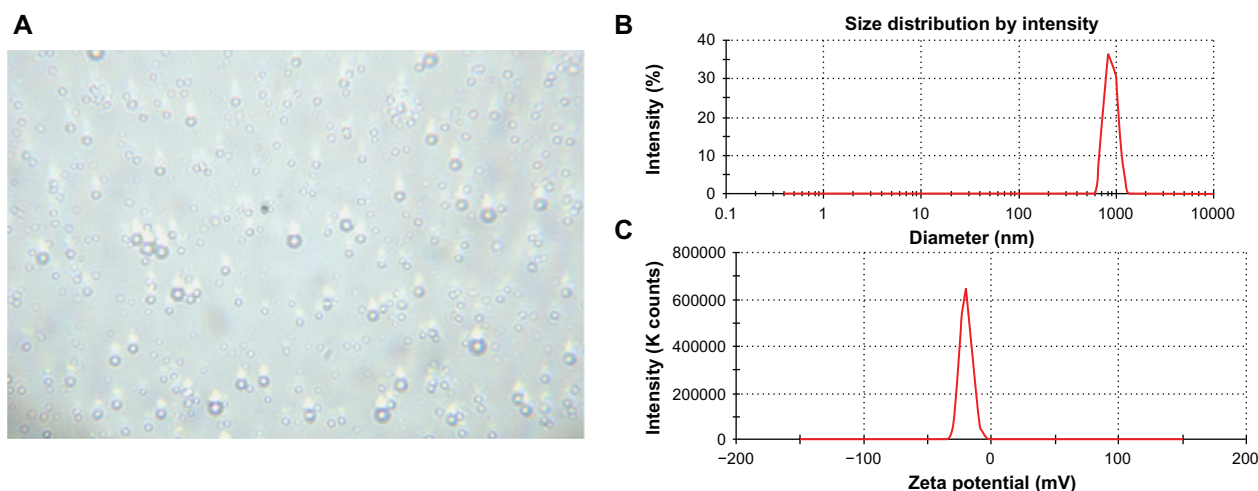 A
B
Size distribution by intensity
Intensity (%)
40
30
20
10
0
0.1 1 10 100 1000 10000
Diameter (nm)
C
Intensity (K counts)
800000
600000
400000
200000
0
−200 −100 0 100 200
Zeta potential (mV)